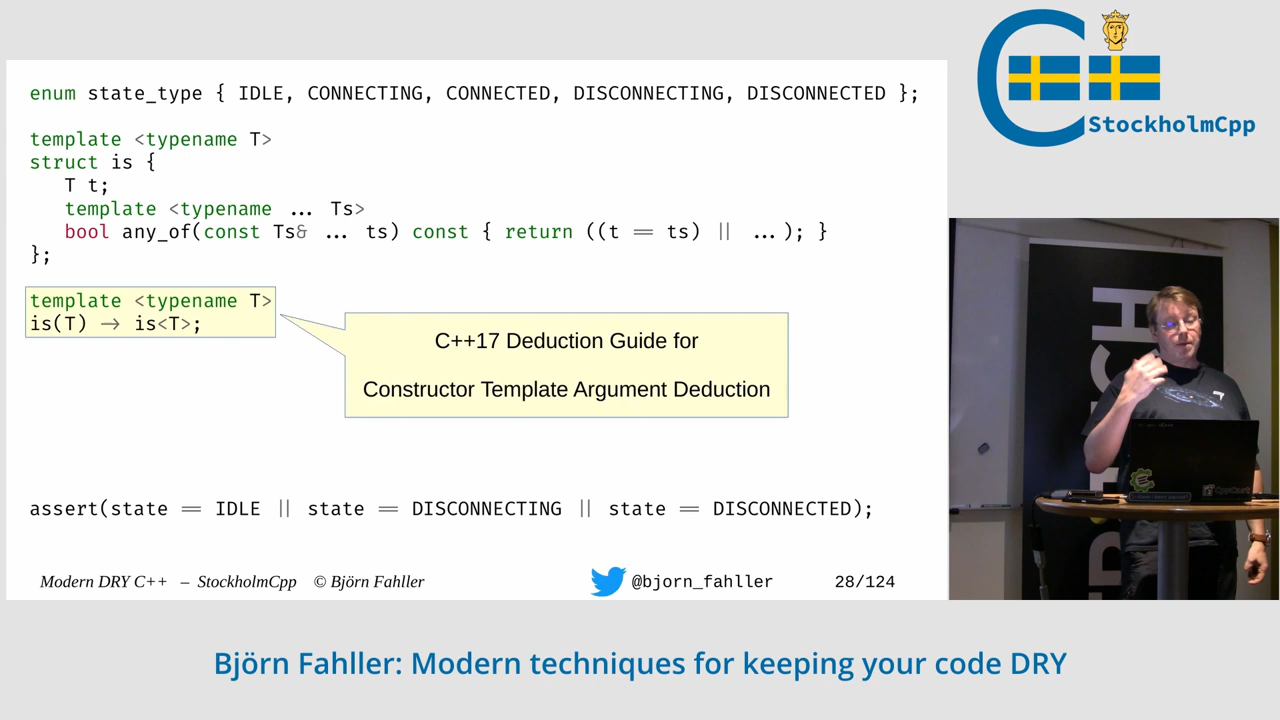 enum state_type { IDLE, CONNECTING, CONNECTED, DISCONNECTING, DISCONNECTED };
template <typename T>
struct is {
T t;
template <typename ... Ts>
bool any_of(const Ts& ... ts) const { return ((t == ts) || ...); }
};
template <typename T>
is(T) -> is<T>;
C++17 Deduction Guide for
Constructor Template Argument Deduction
assert(state == IDLE || state == DISCONNECTING || state == DISCONNECTED);
Modern DRY C++ – StockholmCpp © Björn Fahller
@bjorn_fahller
28/124
StockholmCpp
Björn Fahller: Modern techniques for keeping your code DRY